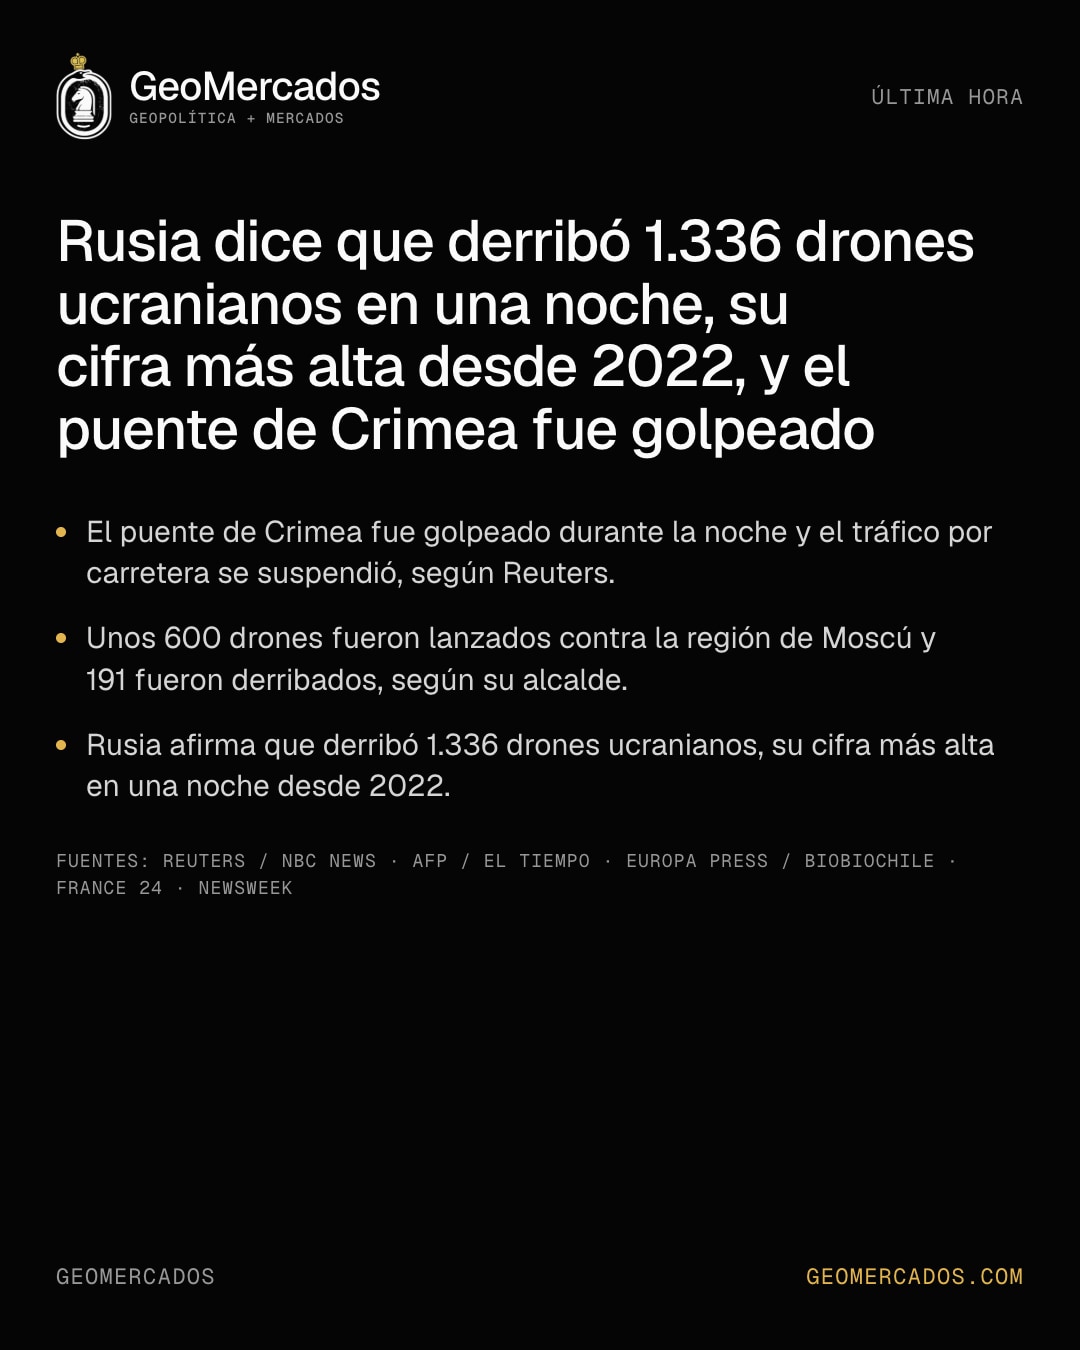 GeoMercados
GEOPOLÍTICA + MERCADOS
ÚLTIMA HORA
Rusia dice que derribó 1.336 drones
ucranianos en una noche, su
cifra más alta desde 2022, y el
puente de Crimea fue golpeado
• El puente de Crimea fue golpeado durante la noche y el tráfico por
carretera se suspendió, según Reuters.
• Unos 600 drones fueron lanzados contra la región de Moscú y
191 fueron derribados, según su alcalde.
• Rusia afirma que derribó 1.336 drones ucranianos, su cifra más alta
en una noche desde 2022.
FUENTES: REUTERS / NBC NEWS · AFP / EL TIEMPO · EUROPA PRESS / BIOBIOCHILE ·
FRANCE 24 · NEWSWEEK
GEOMERCADOS
GEOMERCADOS.COM